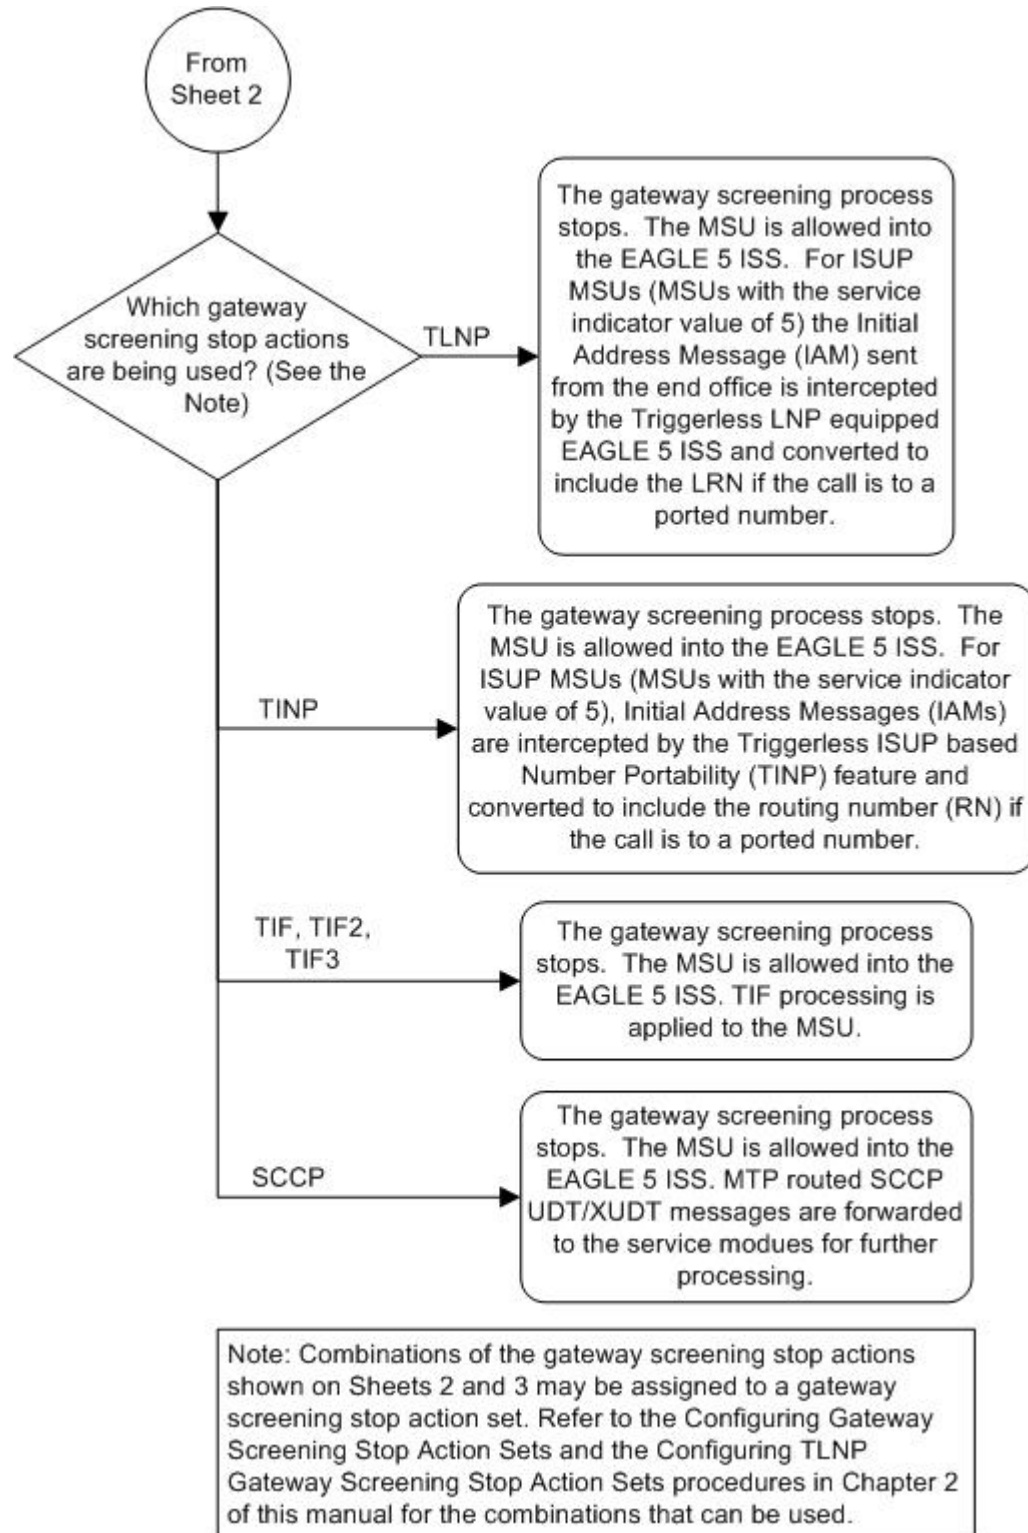 From
Sheet 2
Which gateway
screening stop actions
are being used? (See the
Note)
TLNP
The gateway screening process
stops.  The MSU is allowed into
the EAGLE 5 ISS.  For ISUP
MSUs (MSUs with the service
indicator value of 5) the Initial
Address Message (IAM) sent
from the end office is intercepted
by the Triggerless LNP equipped
EAGLE 5 ISS and converted to
include the LRN if the call is to a
ported number.
TINP
The gateway screening process stops.  The
MSU is allowed into the EAGLE 5 ISS.  For
ISUP MSUs (MSUs with the service indicator
value of 5), Initial Address Messages (IAMs)
are intercepted by the Triggerless ISUP based
Number Portability (TINP) feature and
converted to include the routing number (RN) if
the call is to a ported number.
TIF, TIF2,
TIF3
The gateway screening process
stops.  The MSU is allowed into the
EAGLE 5 ISS. TIF processing is
applied to the MSU.
SCCP
The gateway screening process
stops.  The MSU is allowed into the
EAGLE 5 ISS. MTP routed SCCP
UDT/XUDT messages are forwarded
to the service modues for further
processing.
Note: Combinations of the gateway screening stop actions
shown on Sheets 2 and 3 may be assigned to a gateway
screening stop action set. Refer to the Configuring Gateway
Screening Stop Action Sets and the Configuring TLNP
Gateway Screening Stop Action Sets procedures in Chapter 2
of this manual for the combinations that can be used.